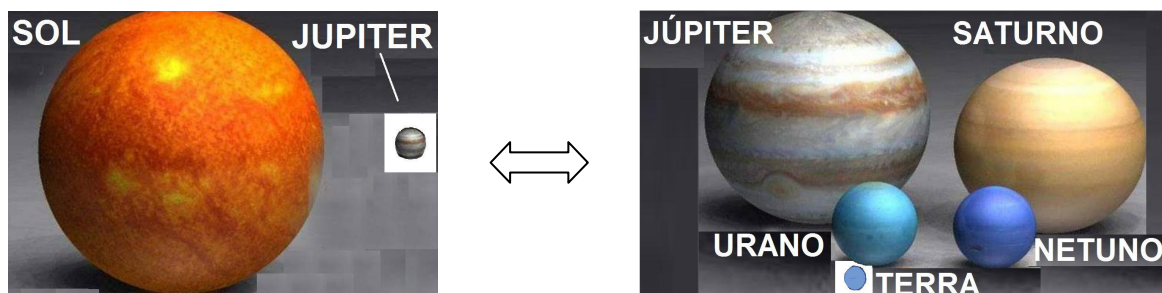 SOL
JUPITER
JÚPITER
SATURNO
URANO
NETUNO
TERRA